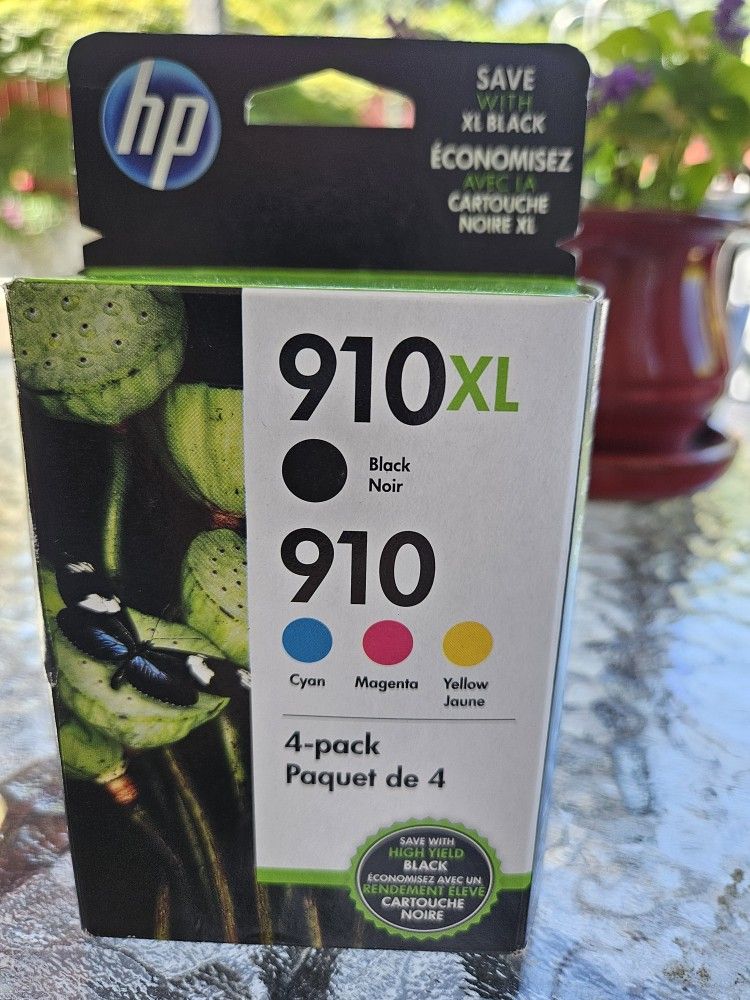 hp
SAVE
WITH
XL BLACK
ÉCONOMISEZ
AVEC LA
CARTOUCHE
NOIRE XL
910XL
Black
Noir
910
Cyan
Magenta
Yellow
Jaune
4-pack
Paquet de 4
SAVE WITH
HIGH YIELD
BLACK
ÉCONOMISEZ AVEC UN
RENDEMENT ÉLEVÉ
CARTOUCHE
NOIRE